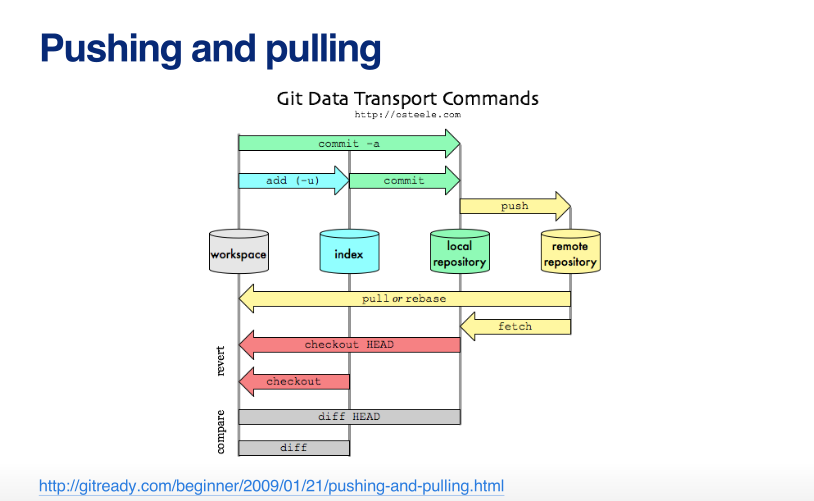 Pushing and pulling
Git Data Transport Commands
http://osteele.com
commit -a
add (-u)
commit
push
workspace
index
local
repository
remote
repository
pull or rebase
fetch
revert
checkout HEAD
checkout
compare
diff HEAD
diff
http://gitready.com/beginner/2009/01/21/pushing-and-pulling.html